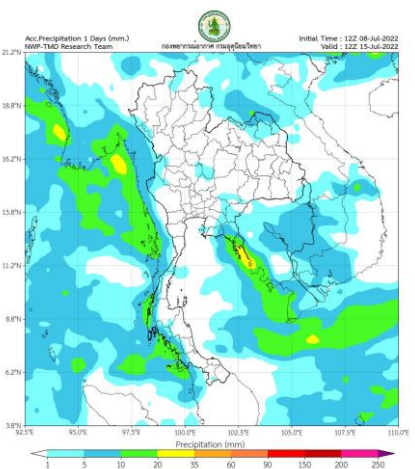 Acc.Precipitation 1 Days (mm.)
NWP-TMD Research Team
กองพยากรณ์อากาศ กรมอุตุนิยมวิทยา
Initial Time : 12Z 08-Jul-2022
Valid : 12Z 15-Jul-2022
21.2°N
18.8°N
16.2°N
13.8°N
11.2°N
8.8°N
6.2°N
3.8°N
92.5°E 95.0°E 97.5°E 100.0°E 102.5°E 105.0°E 107.5°E 110.0°E
Precipitation (mm)
1 5 10 20 35 60 90 150 200 250